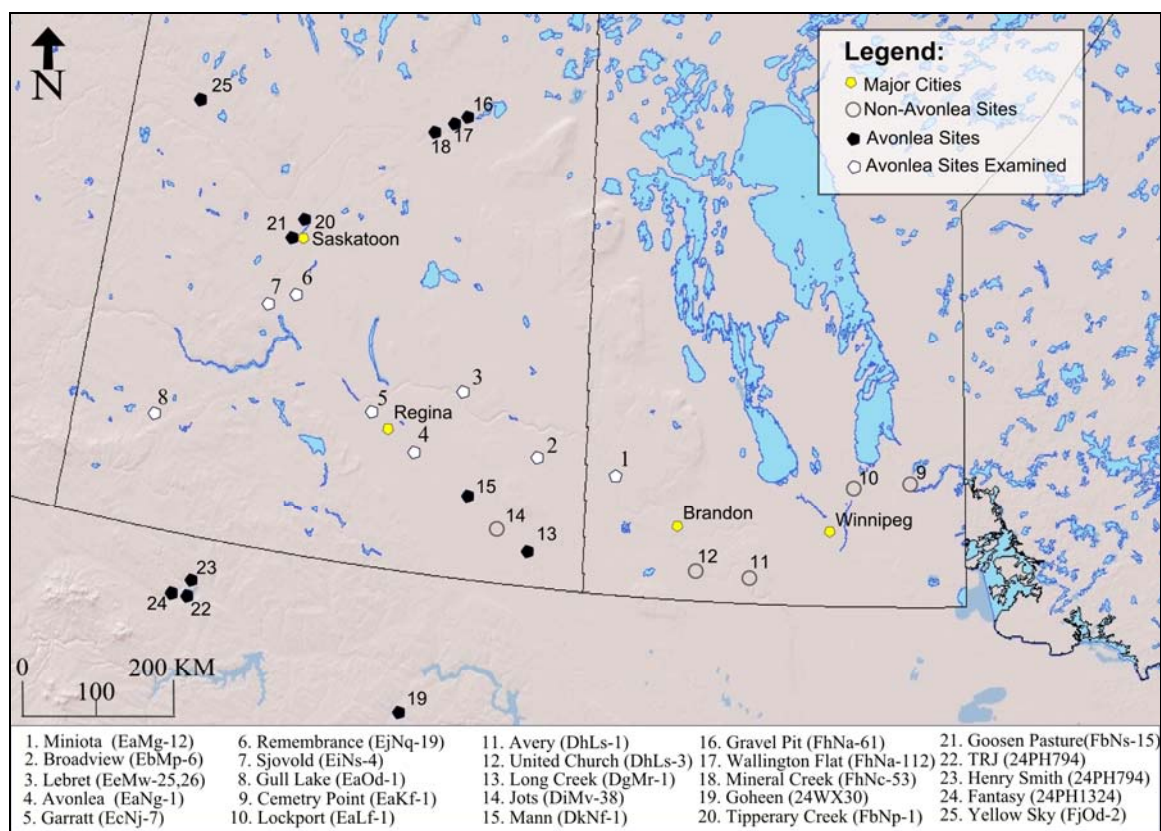 25
16
17
18
21
20
Saskatoon
7
6
8
5
Regina
3
4
2
1
15
14
13
Brandon
12
11
10
9
Winnipeg
23
24
22
19
N
0
100
200 KM
Legend:
Major Cities
Non-Avonlea Sites
Avonlea Sites
Avonlea Sites Examined
1. Miniota (EaMg-12)
2. Broadview (EbMp-6)
3. Lebret (EeMw-25,26)
4. Avonlea (EaNg-1)
5. Garratt (EcNj-7)
6. Remembrance (EjNq-19)
7. Sjovold (EiNs-4)
8. Gull Lake (EaOd-1)
9. Cemetry Point (EaKf-1)
10. Lockport (EaLf-1)
11. Avery (DhLs-1)
12. United Church (DhLs-3)
13. Long Creek (DgMr-1)
14. Jots (DiMv-38)
15. Mann (DkNf-1)
16. Gravel Pit (FhNa-61)
17. Wallington Flat (FhNa-112)
18. Mineral Creek (FhNc-53)
19. Goheen (24WX30)
20. Tipperary Creek (FbNp-1)
21. Goosen Pasture(FbNs-15)
22. TRJ (24PH794)
23. Henry Smith (24PH794)
24. Fantasy (24PH1324)
25. Yellow Sky (FjOd-2)